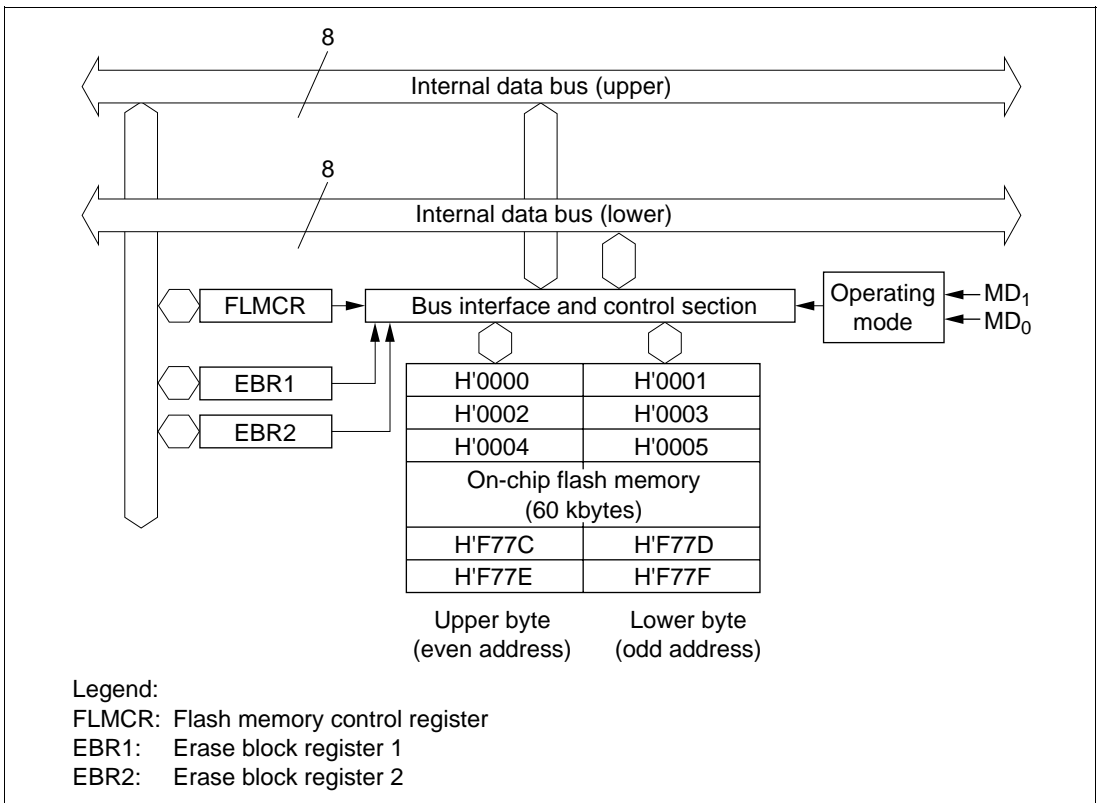 8
Internal data bus (upper)
8
Internal data bus (lower)
FLMCR
Bus interface and control section
Operating
mode
MD1
MD0
EBR1
EBR2
H'0000 H'0001
H'0002 H'0003
H'0004 H'0005
On-chip flash memory
(60 kbytes)
H'F77C H'F77D
H'F77E H'F77F
Upper byte Lower byte
(even address) (odd address)
Legend:
FLMCR: Flash memory control register
EBR1: Erase block register 1
EBR2: Erase block register 2